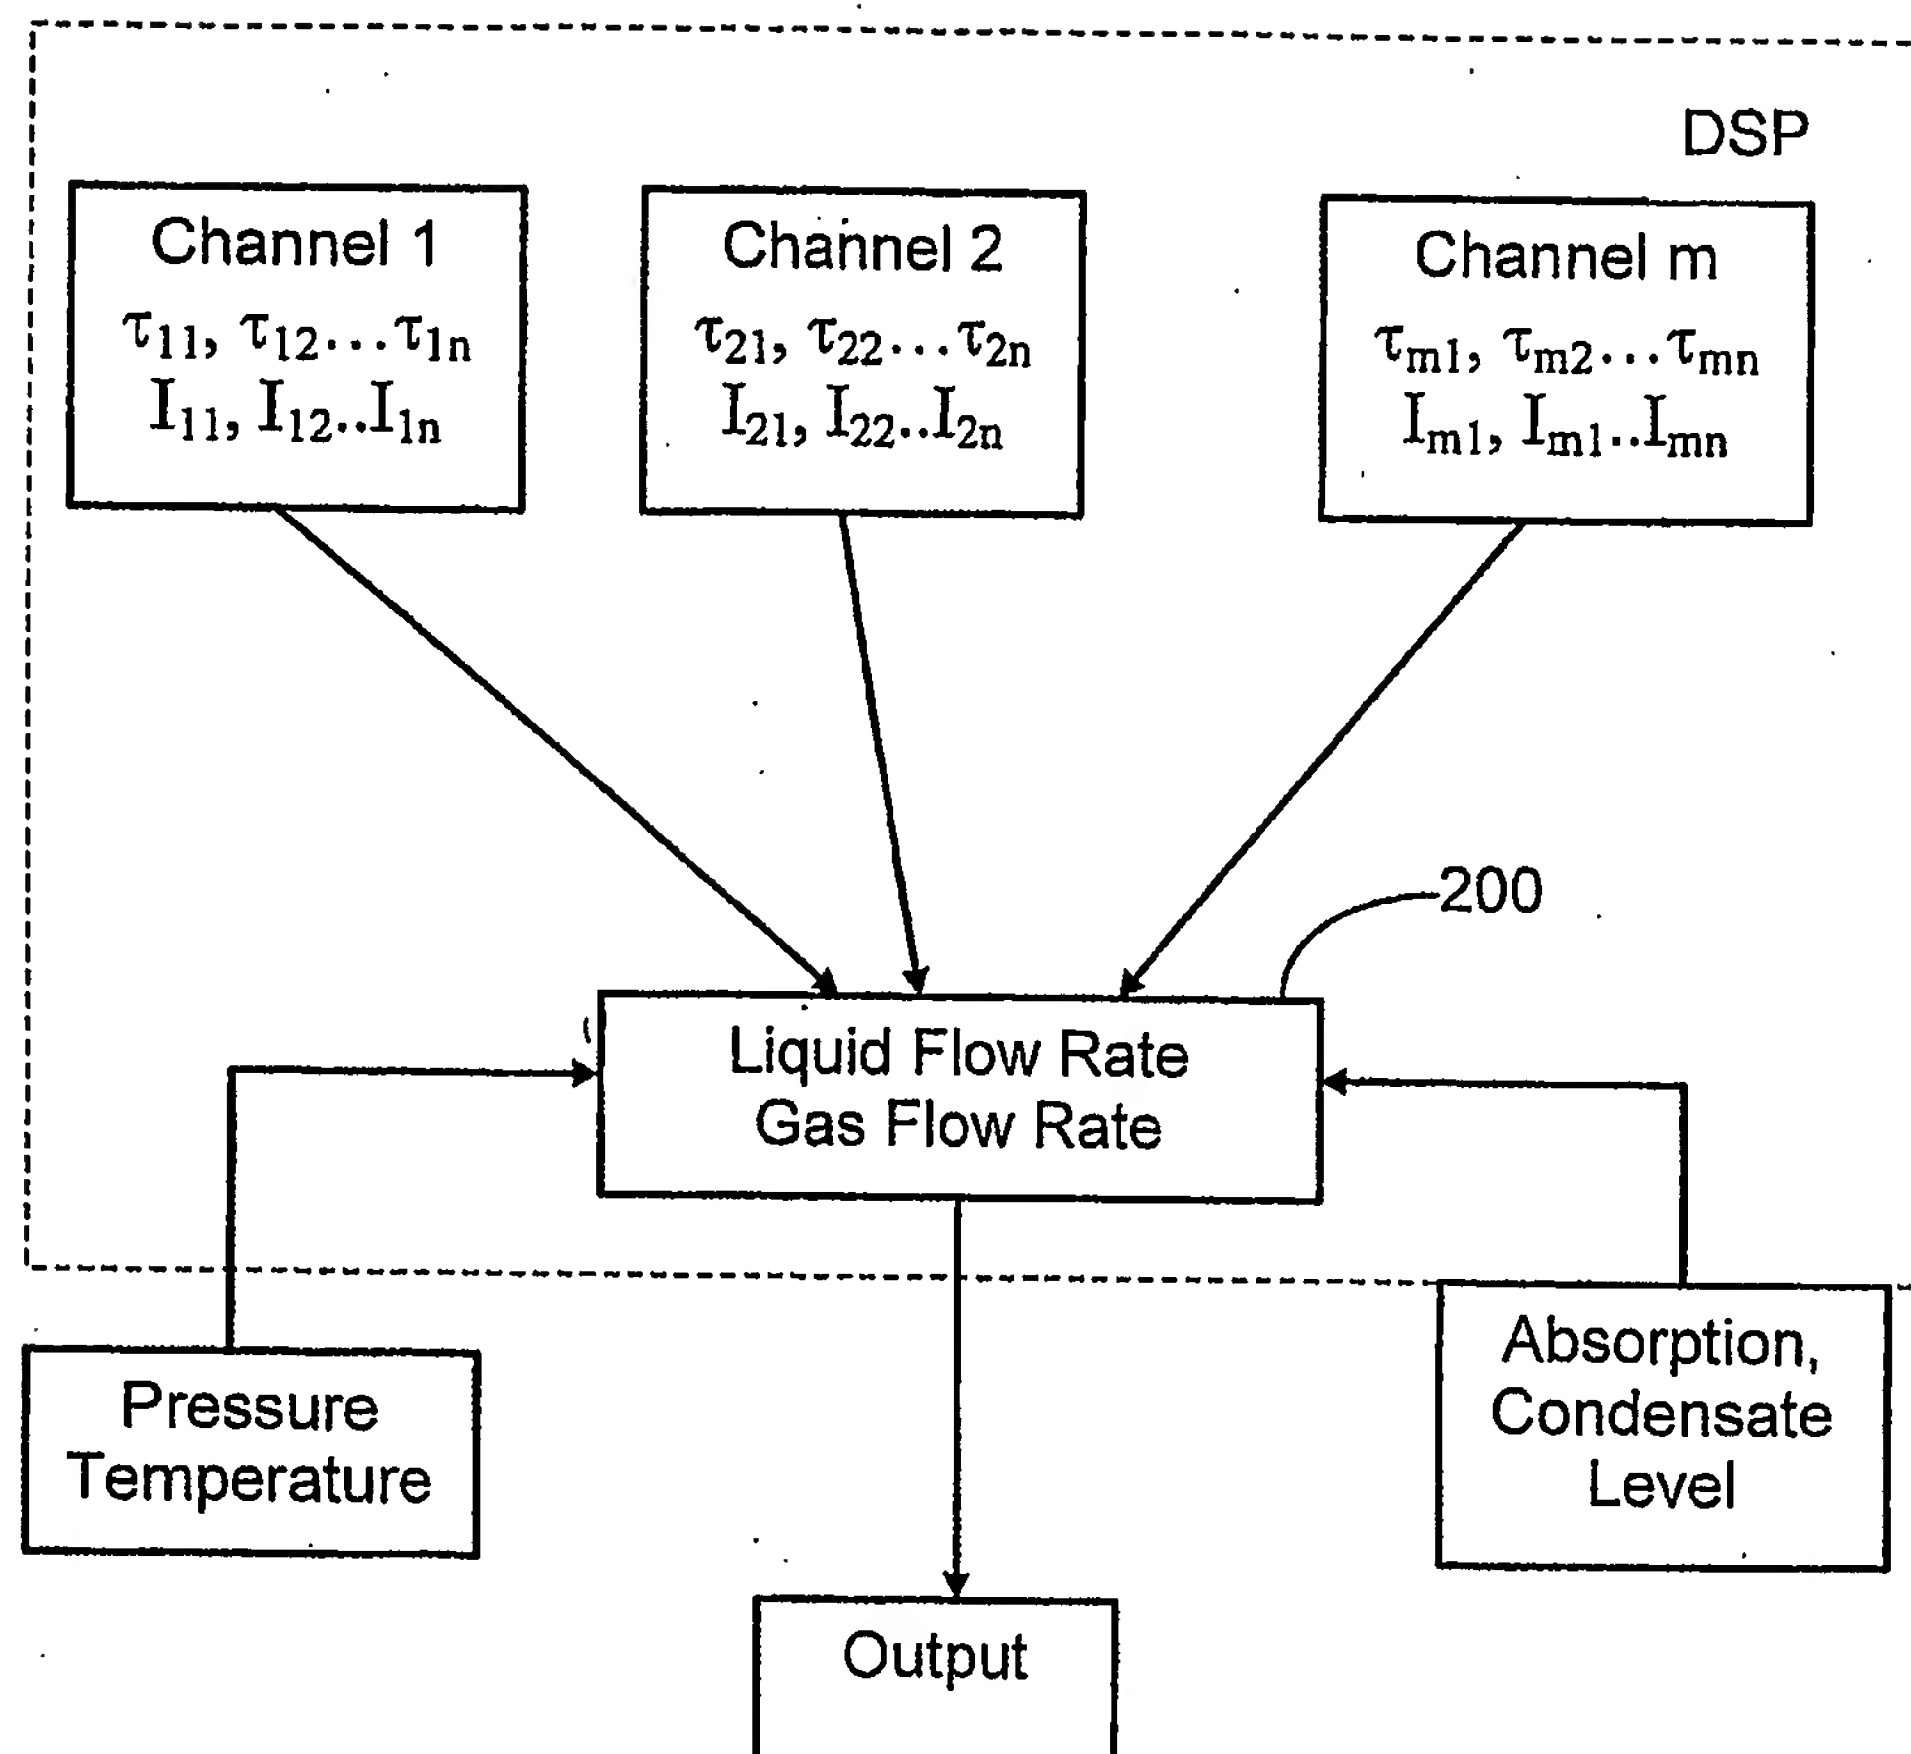 DSP
Channel 1
τ11, τ12...τ1n
I11, I12..I1n
Channel 2
τ21, τ22...τ2n
I21, I22..I2n
Channel m
τm1, τm2...τmn
Im1, Im1..Imn
200
Liquid Flow Rate
Gas Flow Rate
Pressure
Temperature
Absorption,
Condensate
Level
Output